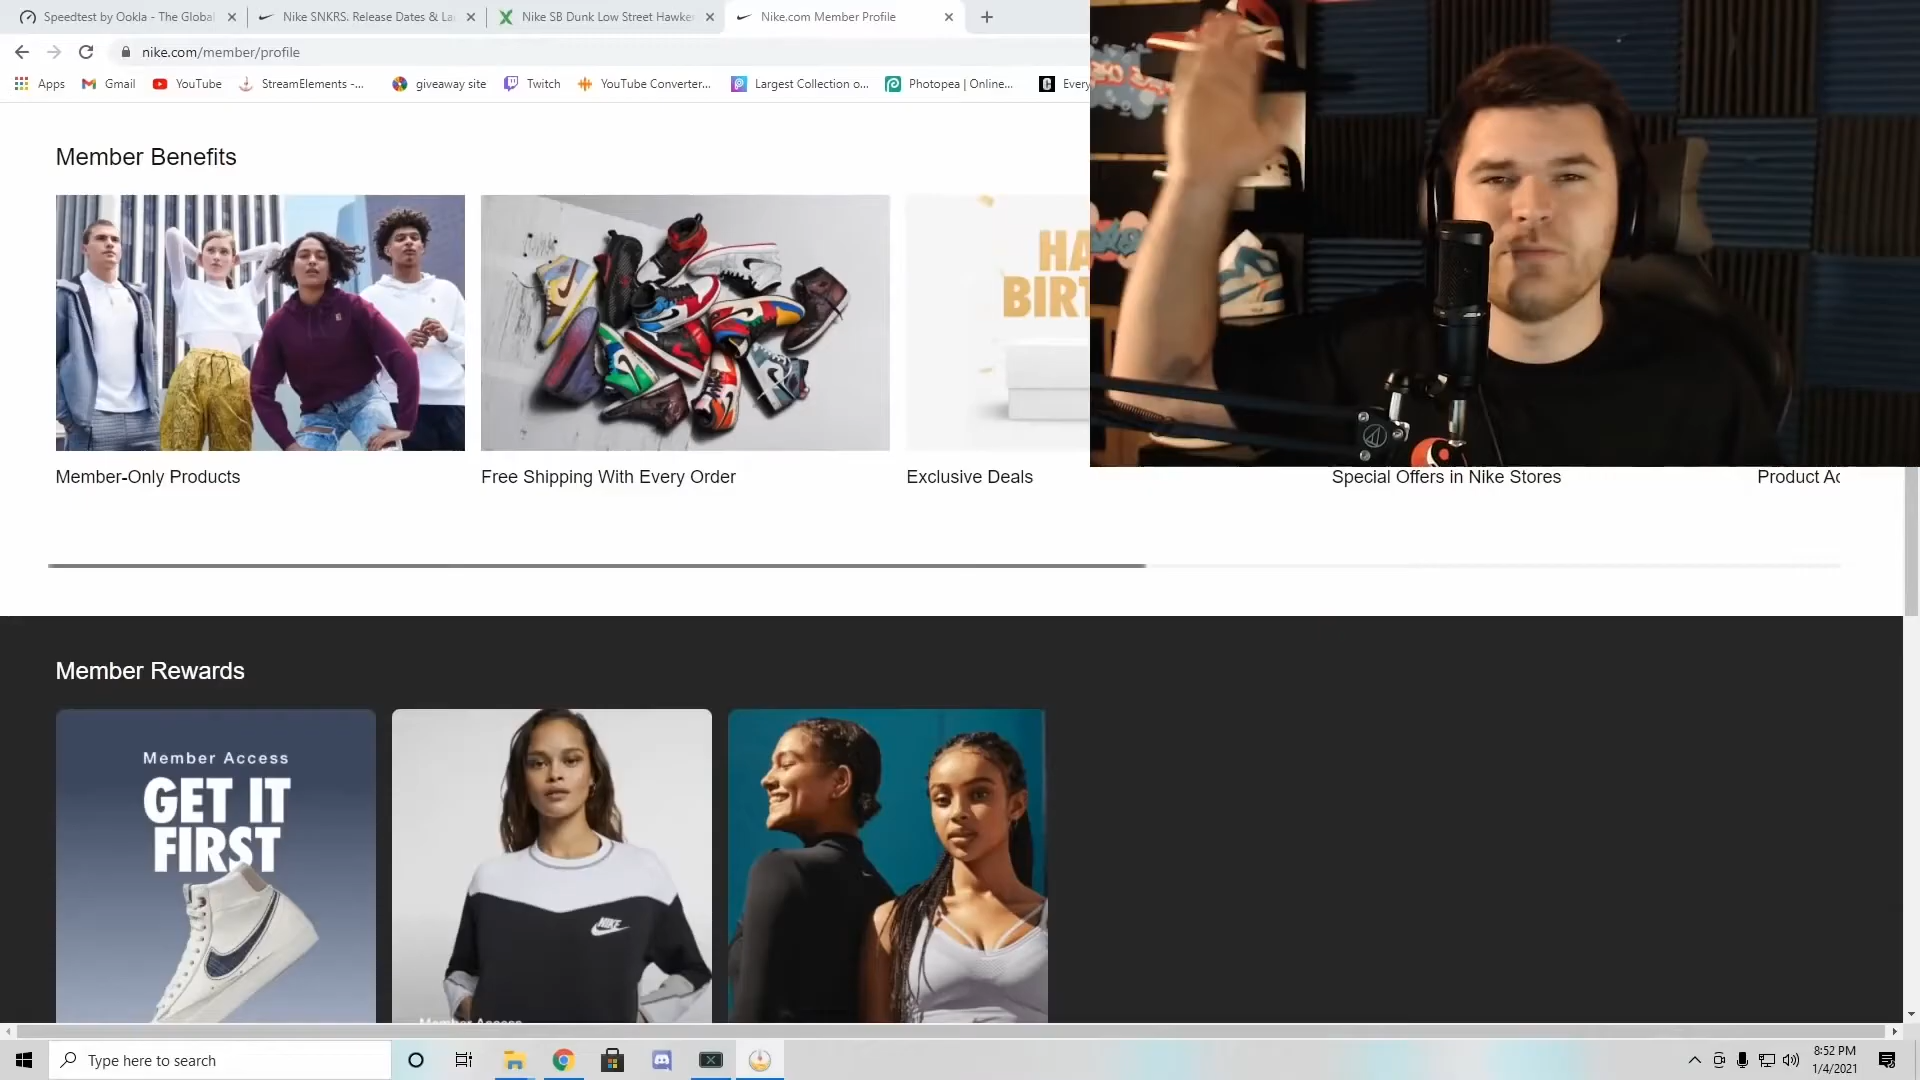 Speedtest by Ookla - The Global
Nike SNKRS. Release Dates & La
Nike SB Dunk Low Street Hawke
Nike.com Member Profile
nike.com/member/profile
Apps
Gmail
YouTube
StreamElements -...
giveaway site
Twitch
YouTube Converter...
Largest Collection o...
Photopea | Online...
Every
Member Benefits
HA
BIRT
Member-Only Products
Free Shipping With Every Order
Exclusive Deals
Special Offers in Nike Stores
Product Ac
Member Rewards
Member Access
GET IT
FIRST
NIKE
Member Access
Type here to search
8:52 PM
1/4/2021